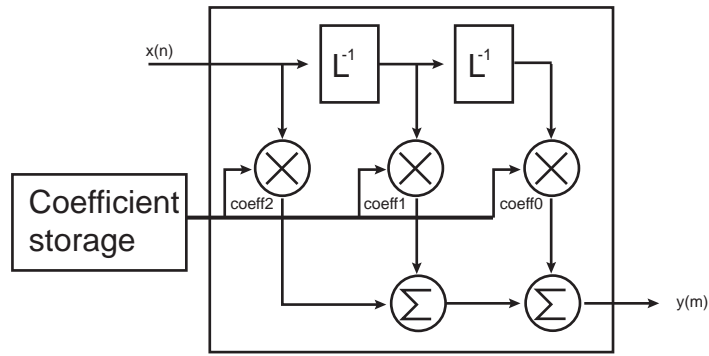 x(n)
L-1
L-1
Coefficient
storage
coeff2
coeff1
coeff0
Σ
Σ
y(m)